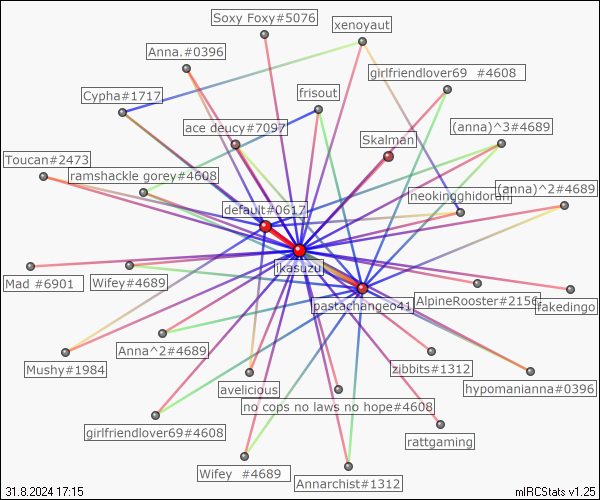 Soxy Foxy#5076
xenoyaut
Anna.#0396
girlfriendlover69 #4608
Cypha#1717
frisout
ace deucy#7097
(anna)^3#4689
Skalman
Toucan#2473
ramshackle gorey#4608
(anna)^2#4689
neokingghidorah
default#0617
ikasuzu
Mad #6901
Wifey#4689
AlpineRooster#2156
fakedingo
pastachangeo41
Anna^2#4689
zibbits#1312
Mushy#1984
avelicious
hypomanianna#0396
no cops no laws no hope#4608
girlfriendlover69#4608
rattgaming
Wifey #4689
Annarchist#1312
31.8.2024 17:15
mIRCStats v1.25